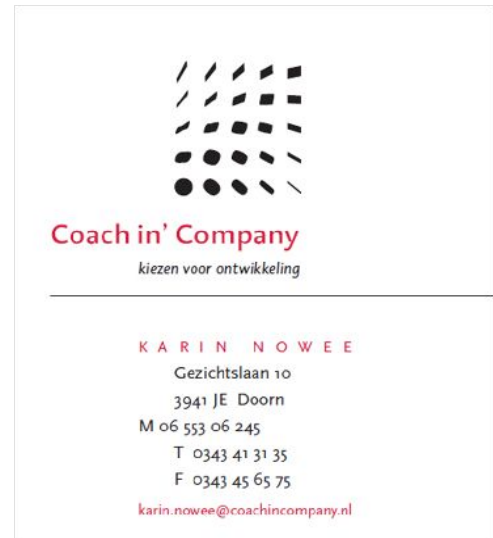 Coach in’ Company
kiezen voor ontwikkeling
KARIN NOWEE
Gezichtslaan 10
3941 JE Doorn
M 06 553 06 245
T 0343 41 31 35
F 0343 45 65 75
karin.nowee@coachincompany.nl